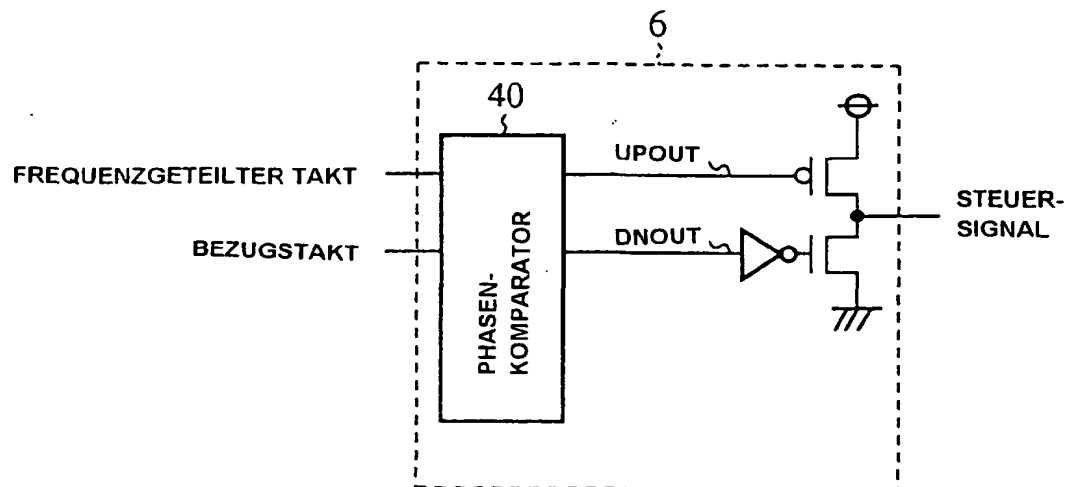 6
40
FREQUENZGETEILTER TAKT
UPOUT
STEUER-
SIGNAL
BEZUGSTAKT
DNOUT
PHASEN-
KOMPARATOR